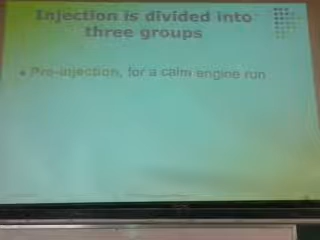 Injection is divided into
three groups
Pre-injection, for a calm engine run